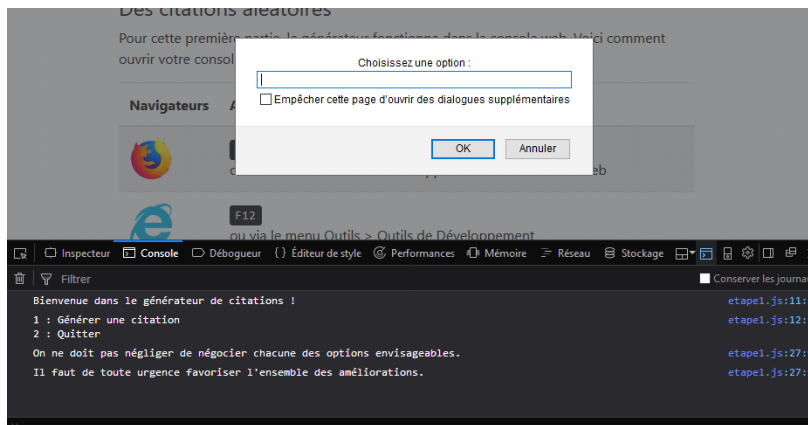 Des citations aléatoires
Pour cette première partie, le générateur fonctionne dans la console web. Voici comment
ouvrir votre consol
Choisissez une option :
Empêcher cette page d'ouvrir des dialogues supplémentaires
OK Annuler
Navigateurs
eb
F12
ou via le menu Outils > Outils de Développement
Inspecteur Console Débogueur {} Éditeur de style Performances Mémoire Réseau Stockage
Filtrer Conserver les journa
Bienvenue dans le générateur de citations ! etape1.js:11:
1 : Générer une citation etape1.js:12:
2 : Quitter
On ne doit pas négliger de négocier chacune des options envisageables. etape1.js:27:
Il faut de toute urgence favoriser l'ensemble des améliorations. etape1.js:27: